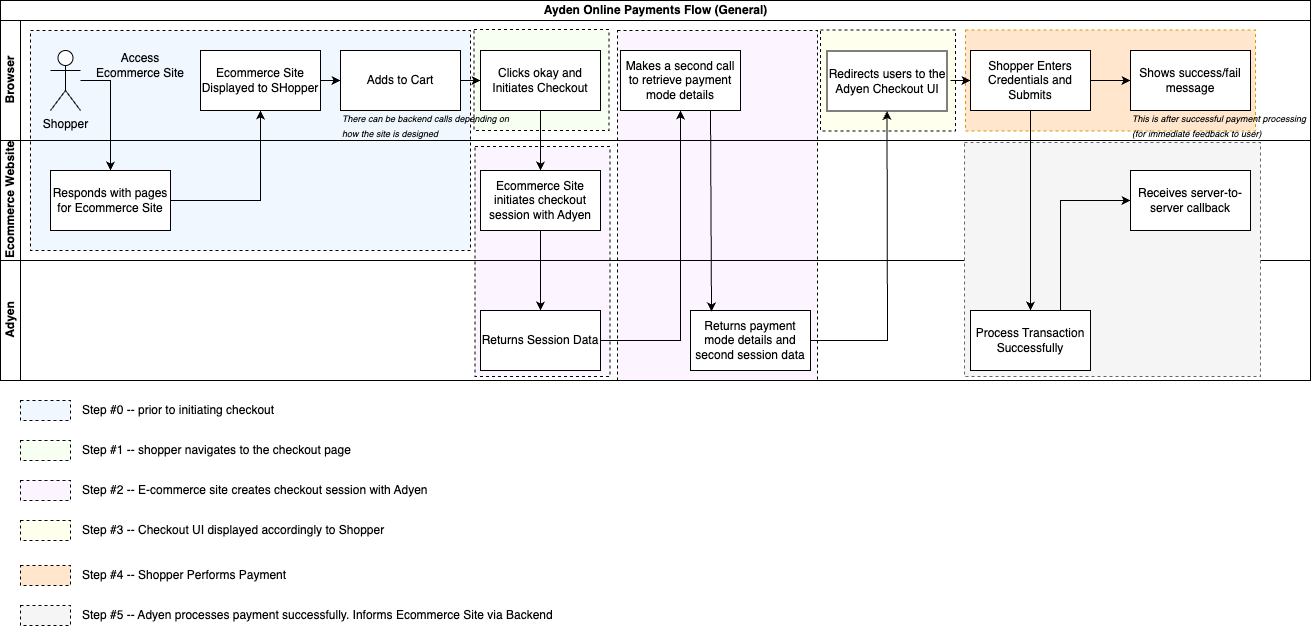 Ayden Online Payments Flow (General)
Browser
Access
Ecommerce Site
Shopper
Ecommerce Site
Displayed to SHopper
Adds to Cart
There can be backend calls depending on
how the site is designed
Clicks okay and
Initiates Checkout
Makes a second call
to retrieve payment
mode details
Redirects users to the
Adyen Checkout UI
Shopper Enters
Credentials and
Submits
Shows success/fail
message
This is after successful payment processing
(for immediate feedback to user)
Ecommerce Website
Responds with pages
for Ecommerce Site
Ecommerce Site
initiates checkout
session with Adyen
Receives server-to-
server callback
Adyen
Returns Session Data
Returns payment
mode details and
second session data
Process Transaction
Successfully
Step #0 -- prior to initiating checkout
Step #1 -- shopper navigates to the checkout page
Step #2 -- E-commerce site creates checkout session with Adyen
Step #3 -- Checkout UI displayed accordingly to Shopper
Step #4 -- Shopper Performs Payment
Step #5 -- Adyen processes payment successfully. Informs Ecommerce Site via Backend